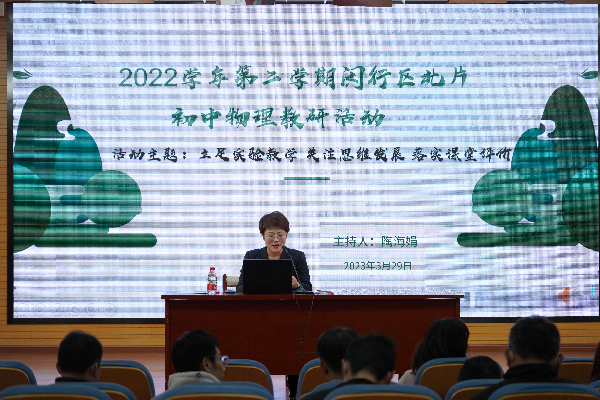 2022学年第二学期闵行区北片
初中物理教研活动
活动主题：立足实验教学 关注思维发展 落实课堂评价
主持人：陶海娟
2023年3月29日